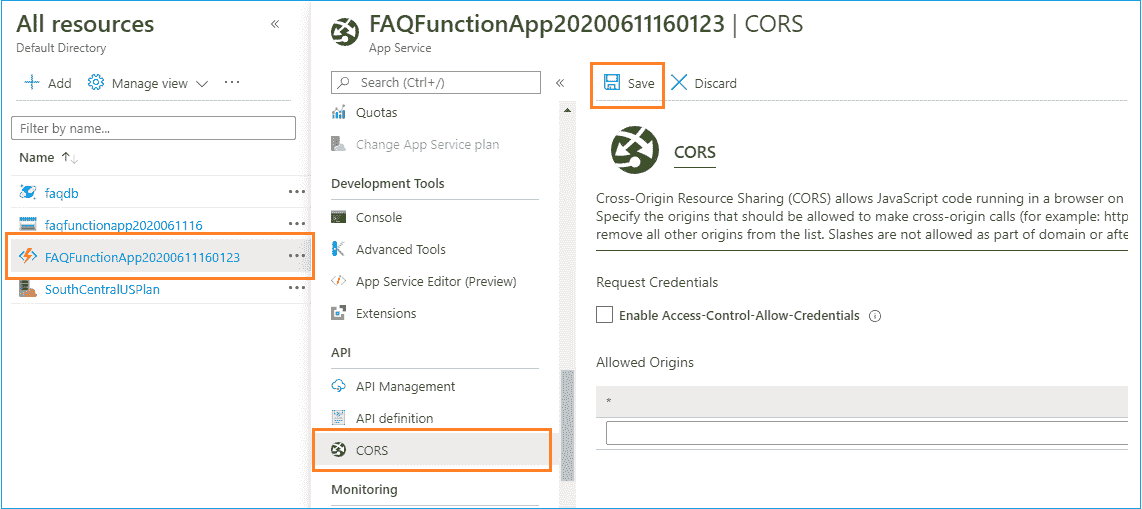 All resources
Default Directory
Add
Manage view
Filter by name...
Name
faqdb
faqfunctionapp2020061116
FAQFunctionApp20200611160123
SouthCentralUSPlan
FAQFunctionApp20200611160123 | CORS
App Service
Search (Ctrl+/)
Quotas
Change App Service plan
Development Tools
Console
Advanced Tools
App Service Editor (Preview)
Extensions
API
API Management
API definition
CORS
Monitoring
Save
Discard
CORS
Cross-Origin Resource Sharing (CORS) allows JavaScript code running in a browser on
Specify the origins that should be allowed to make cross-origin calls (for example: http
remove all other origins from the list. Slashes are not allowed as part of domain or afte
Request Credentials
Enable Access-Control-Allow-Credentials
Allowed Origins
*